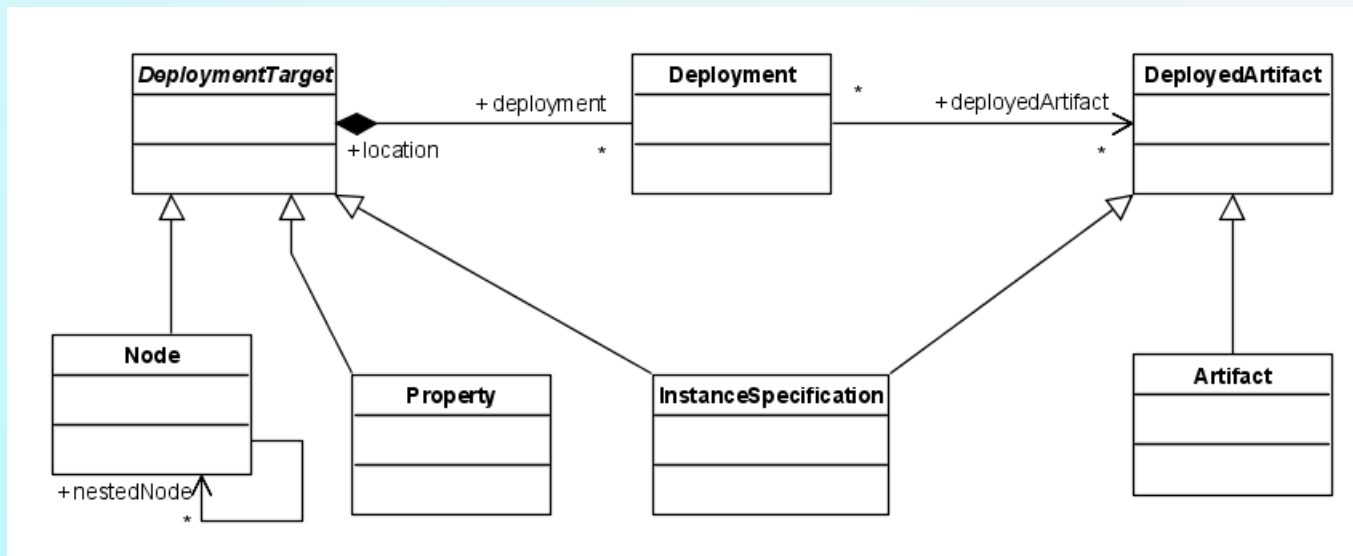 DeploymentTarget
Deployment
DeployedArtifact
+deployment
*
+deployedArtifact
+location
*
*
Node
Property
InstanceSpecification
Artifact
+nestedNode
*